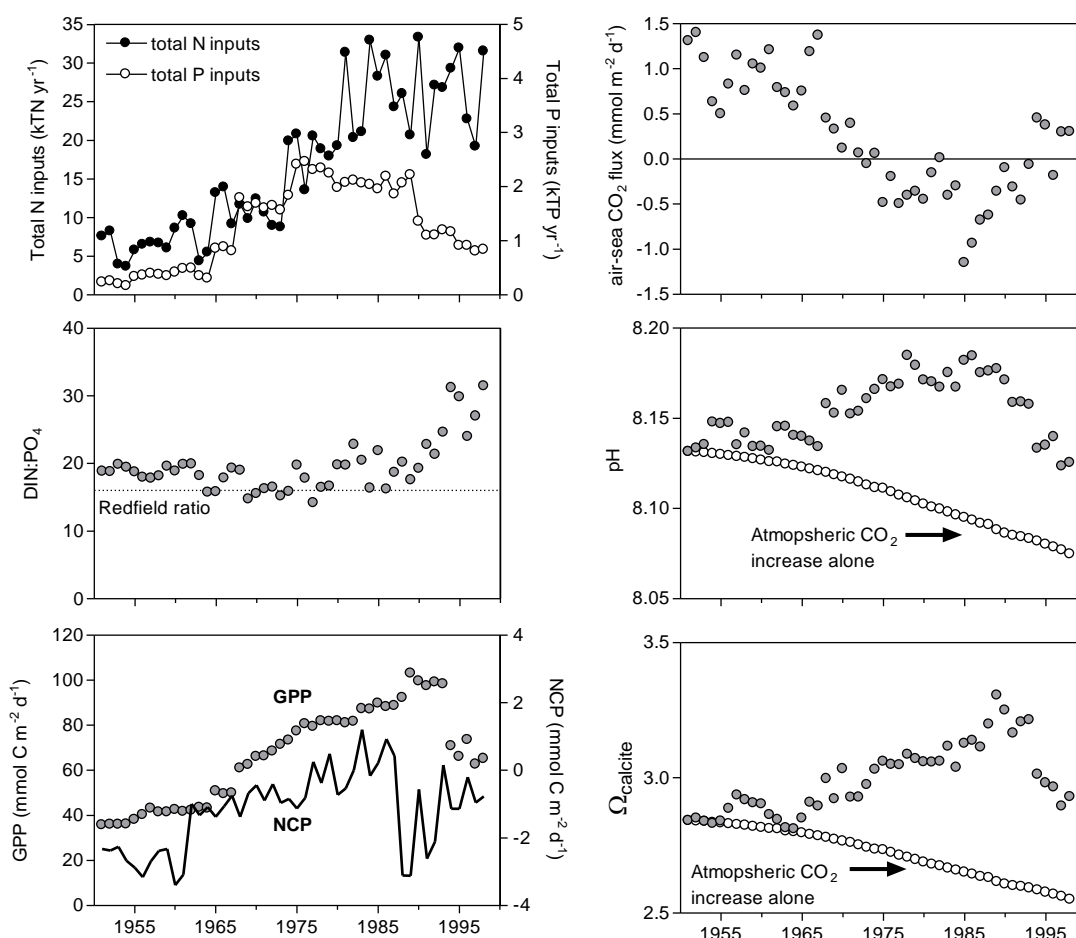 35
30
25
20
15
10
5
0
Total N inputs (kTN yr⁻¹)
total N inputs
total P inputs
5
4
3
2
1
0
Total P inputs (kTP yr⁻¹)
1.5
1.0
0.5
0.0
-0.5
-1.0
-1.5
air-sea CO₂ flux (mmol m⁻² d⁻¹)
40
30
20
10
0
DIN:PO₄
Redfield ratio
8.20
8.15
8.10
8.05
pH
Atmopsheric CO₂
increase alone
120
100
80
60
40
20
0
GPP (mmol C m⁻² d⁻¹)
GPP
NCP
4
2
0
-2
-4
NCP (mmol C m⁻² d⁻¹)
1955 1965 1975 1985 1995
3.5
3.0
2.5
Ωcalcite
Atmopsheric CO₂
increase alone
1955 1965 1975 1985 1995